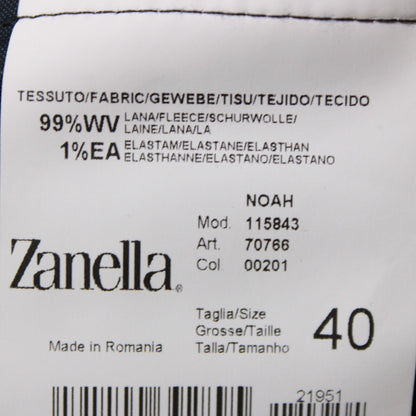 TESSUTO/FABRIC/GEWEBE/TISU/TEJIDO/TECIDO
99%WV LANA/FLEECE/SCHURWOLLE/
LAINE/LANA/LA
1%EA ELASTAM/ELASTANE/ELASTHAN
ELASTHANNE/ELASTAN/ELASTANO
NOAH
Mod. 115843
Art. 70766
Col 00201
Zanella®
Taglia/Size
Grosse/Taille
Talla/Tamanho
40
Made in Romania
21951